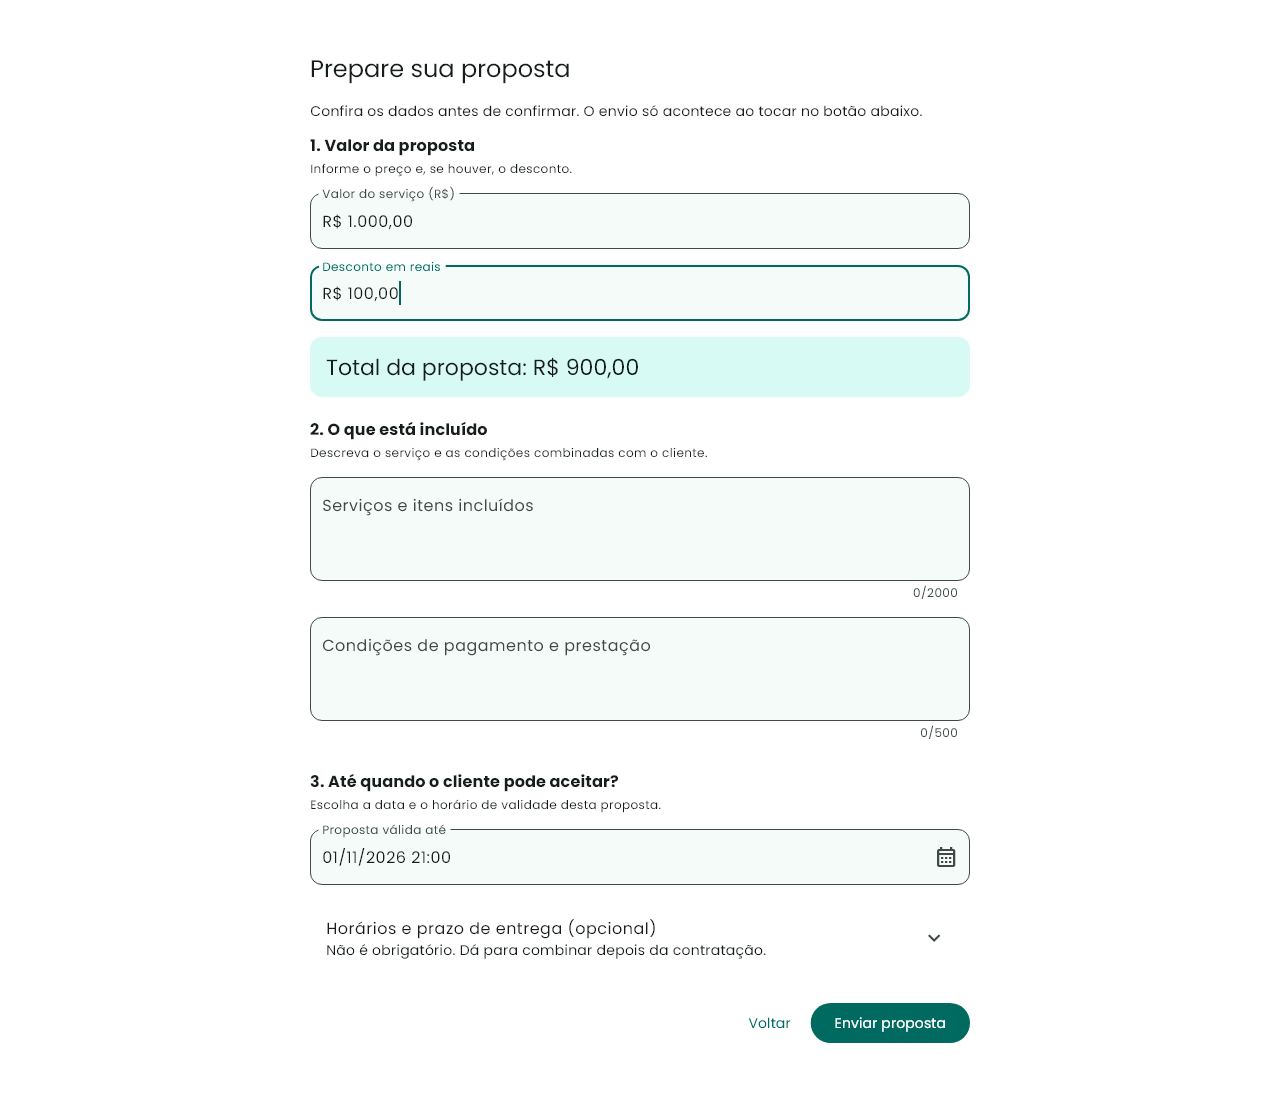 Prepare sua proposta
Confira os dados antes de confirmar. O envio só acontece ao tocar no botão abaixo.
1. Valor da proposta
Informe o preço e, se houver, o desconto.
Valor do serviço (R$)
R$ 1.000,00
Desconto em reais
R$ 100,00
Total da proposta: R$ 900,00
2. O que está incluído
Descreva o serviço e as condições combinadas com o cliente.
Serviços e itens incluídos
0/2000
Condições de pagamento e prestação
0/500
3. Até quando o cliente pode aceitar?
Escolha a data e o horário de validade desta proposta.
Proposta válida até
01/11/2026 21:00
Horários e prazo de entrega (opcional)
Não é obrigatório. Dá para combinar depois da contratação.
Voltar
Enviar proposta